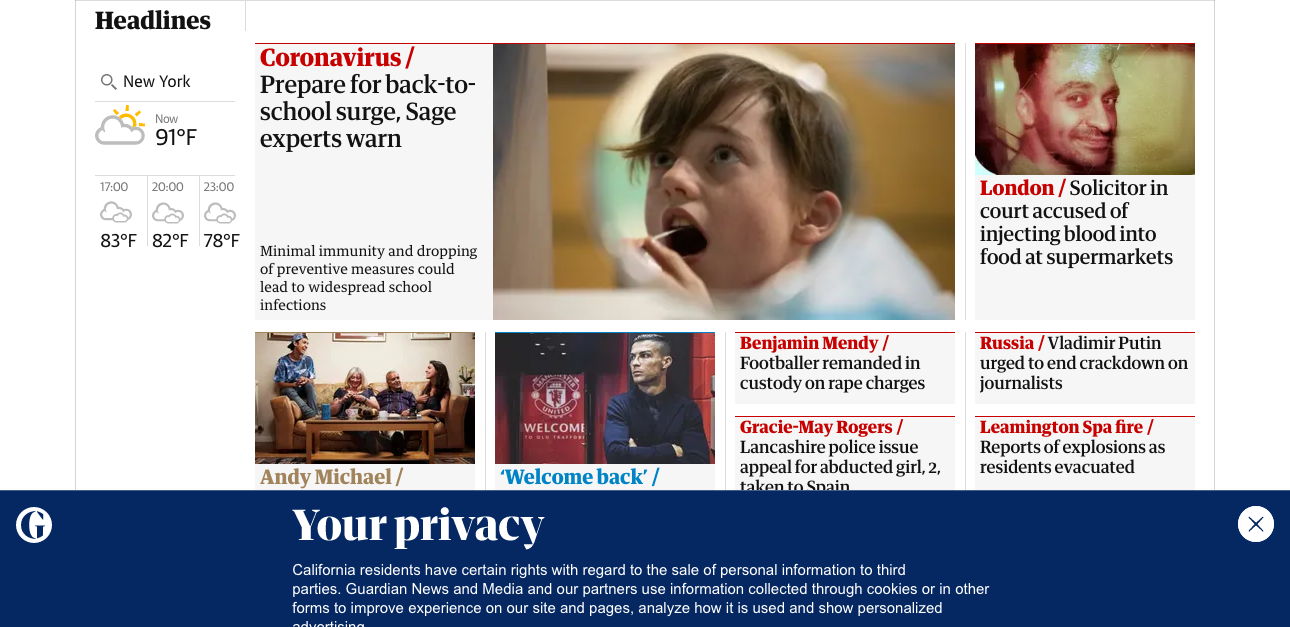 Headlines
New York
Now
91°F
17:00
20:00
23:00
83°F
82°F
78°F
Coronavirus /
Prepare for back-to-
school surge, Sage
experts warn
Minimal immunity and dropping
of preventive measures could
lead to widespread school
infections
London / Solicitor in
court accused of
injecting blood into
food at supermarkets
Andy Michael /
MANCHESTER
UNITED
WELCOME
TO OLD TRAFFORD
‘Welcome back’ /
Benjamin Mendy /
Footballer remanded in
custody on rape charges
Gracie-May Rogers /
Lancashire police issue
appeal for abducted girl, 2,
taken to Spain
Russia / Vladimir Putin
urged to end crackdown on
journalists
Leamington Spa fire /
Reports of explosions as
residents evacuated
G
Your privacy
California residents have certain rights with regard to the sale of personal information to third
parties. Guardian News and Media and our partners use information collected through cookies or in other
forms to improve experience on our site and pages, analyze how it is used and show personalized
advertising.